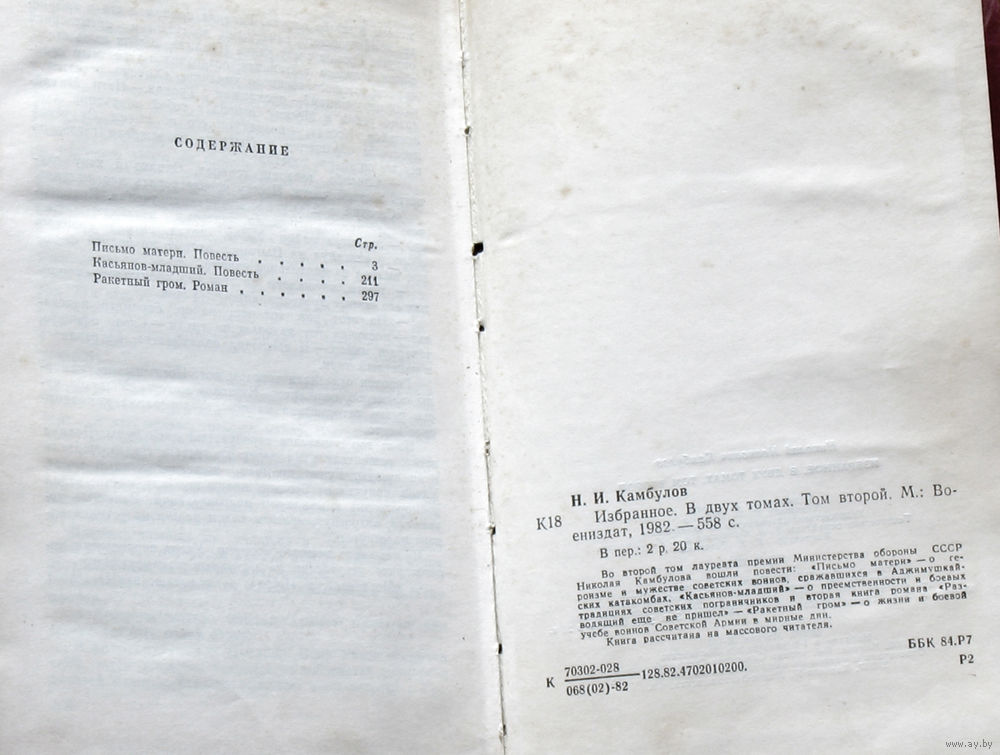 СОДЕРЖАНИЕ
Стр.
Письмо матери. Повесть . . . . . 3
Касьянов-младший. Повесть . . . . 211
Ракетный гром. Роман . . . . . . 297
Н. И. Камбулов
К18 Избранное. В двух томах. Том второй. М.: Во-
ениздат, 1982. — 558 с.
В пер.: 2 р. 20 к.
Во второй том лауреата премии Министерства обороны СССР
Николая Камбулова вошли повести: «Письмо матери» — о ге-
роизме и мужестве советских воинов, сражавшихся в Аджимушкай-
ских катакомбах, «Касьянов-младший» — о преемственности и боевых
традициях советских пограничников и вторая книга романа «Раз-
водящий еще не пришел» — «Ракетный гром» — о жизни и боевой
учебе воинов Советской Армии в мирные дни.
Книга рассчитана на массового читателя.
К 70302-028
068(02)-82 —128.82.4702010200.
ББК 84.Р7
Р2
www.ay.by